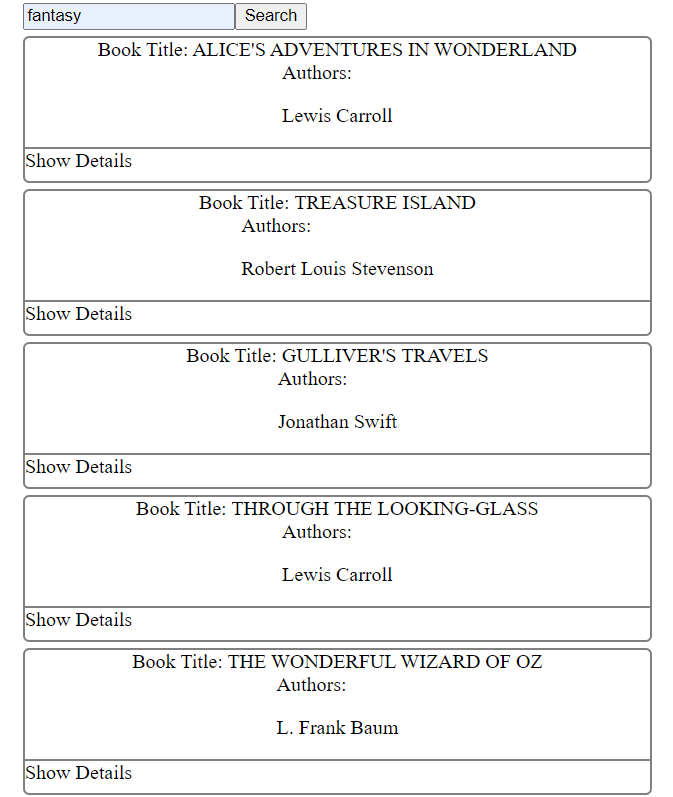 fantasy Search
Book Title: ALICE'S ADVENTURES IN WONDERLAND
Authors:
Lewis Carroll
Show Details
Book Title: TREASURE ISLAND
Authors:
Robert Louis Stevenson
Show Details
Book Title: GULLIVER'S TRAVELS
Authors:
Jonathan Swift
Show Details
Book Title: THROUGH THE LOOKING-GLASS
Authors:
Lewis Carroll
Show Details
Book Title: THE WONDERFUL WIZARD OF OZ
Authors:
L. Frank Baum
Show Details